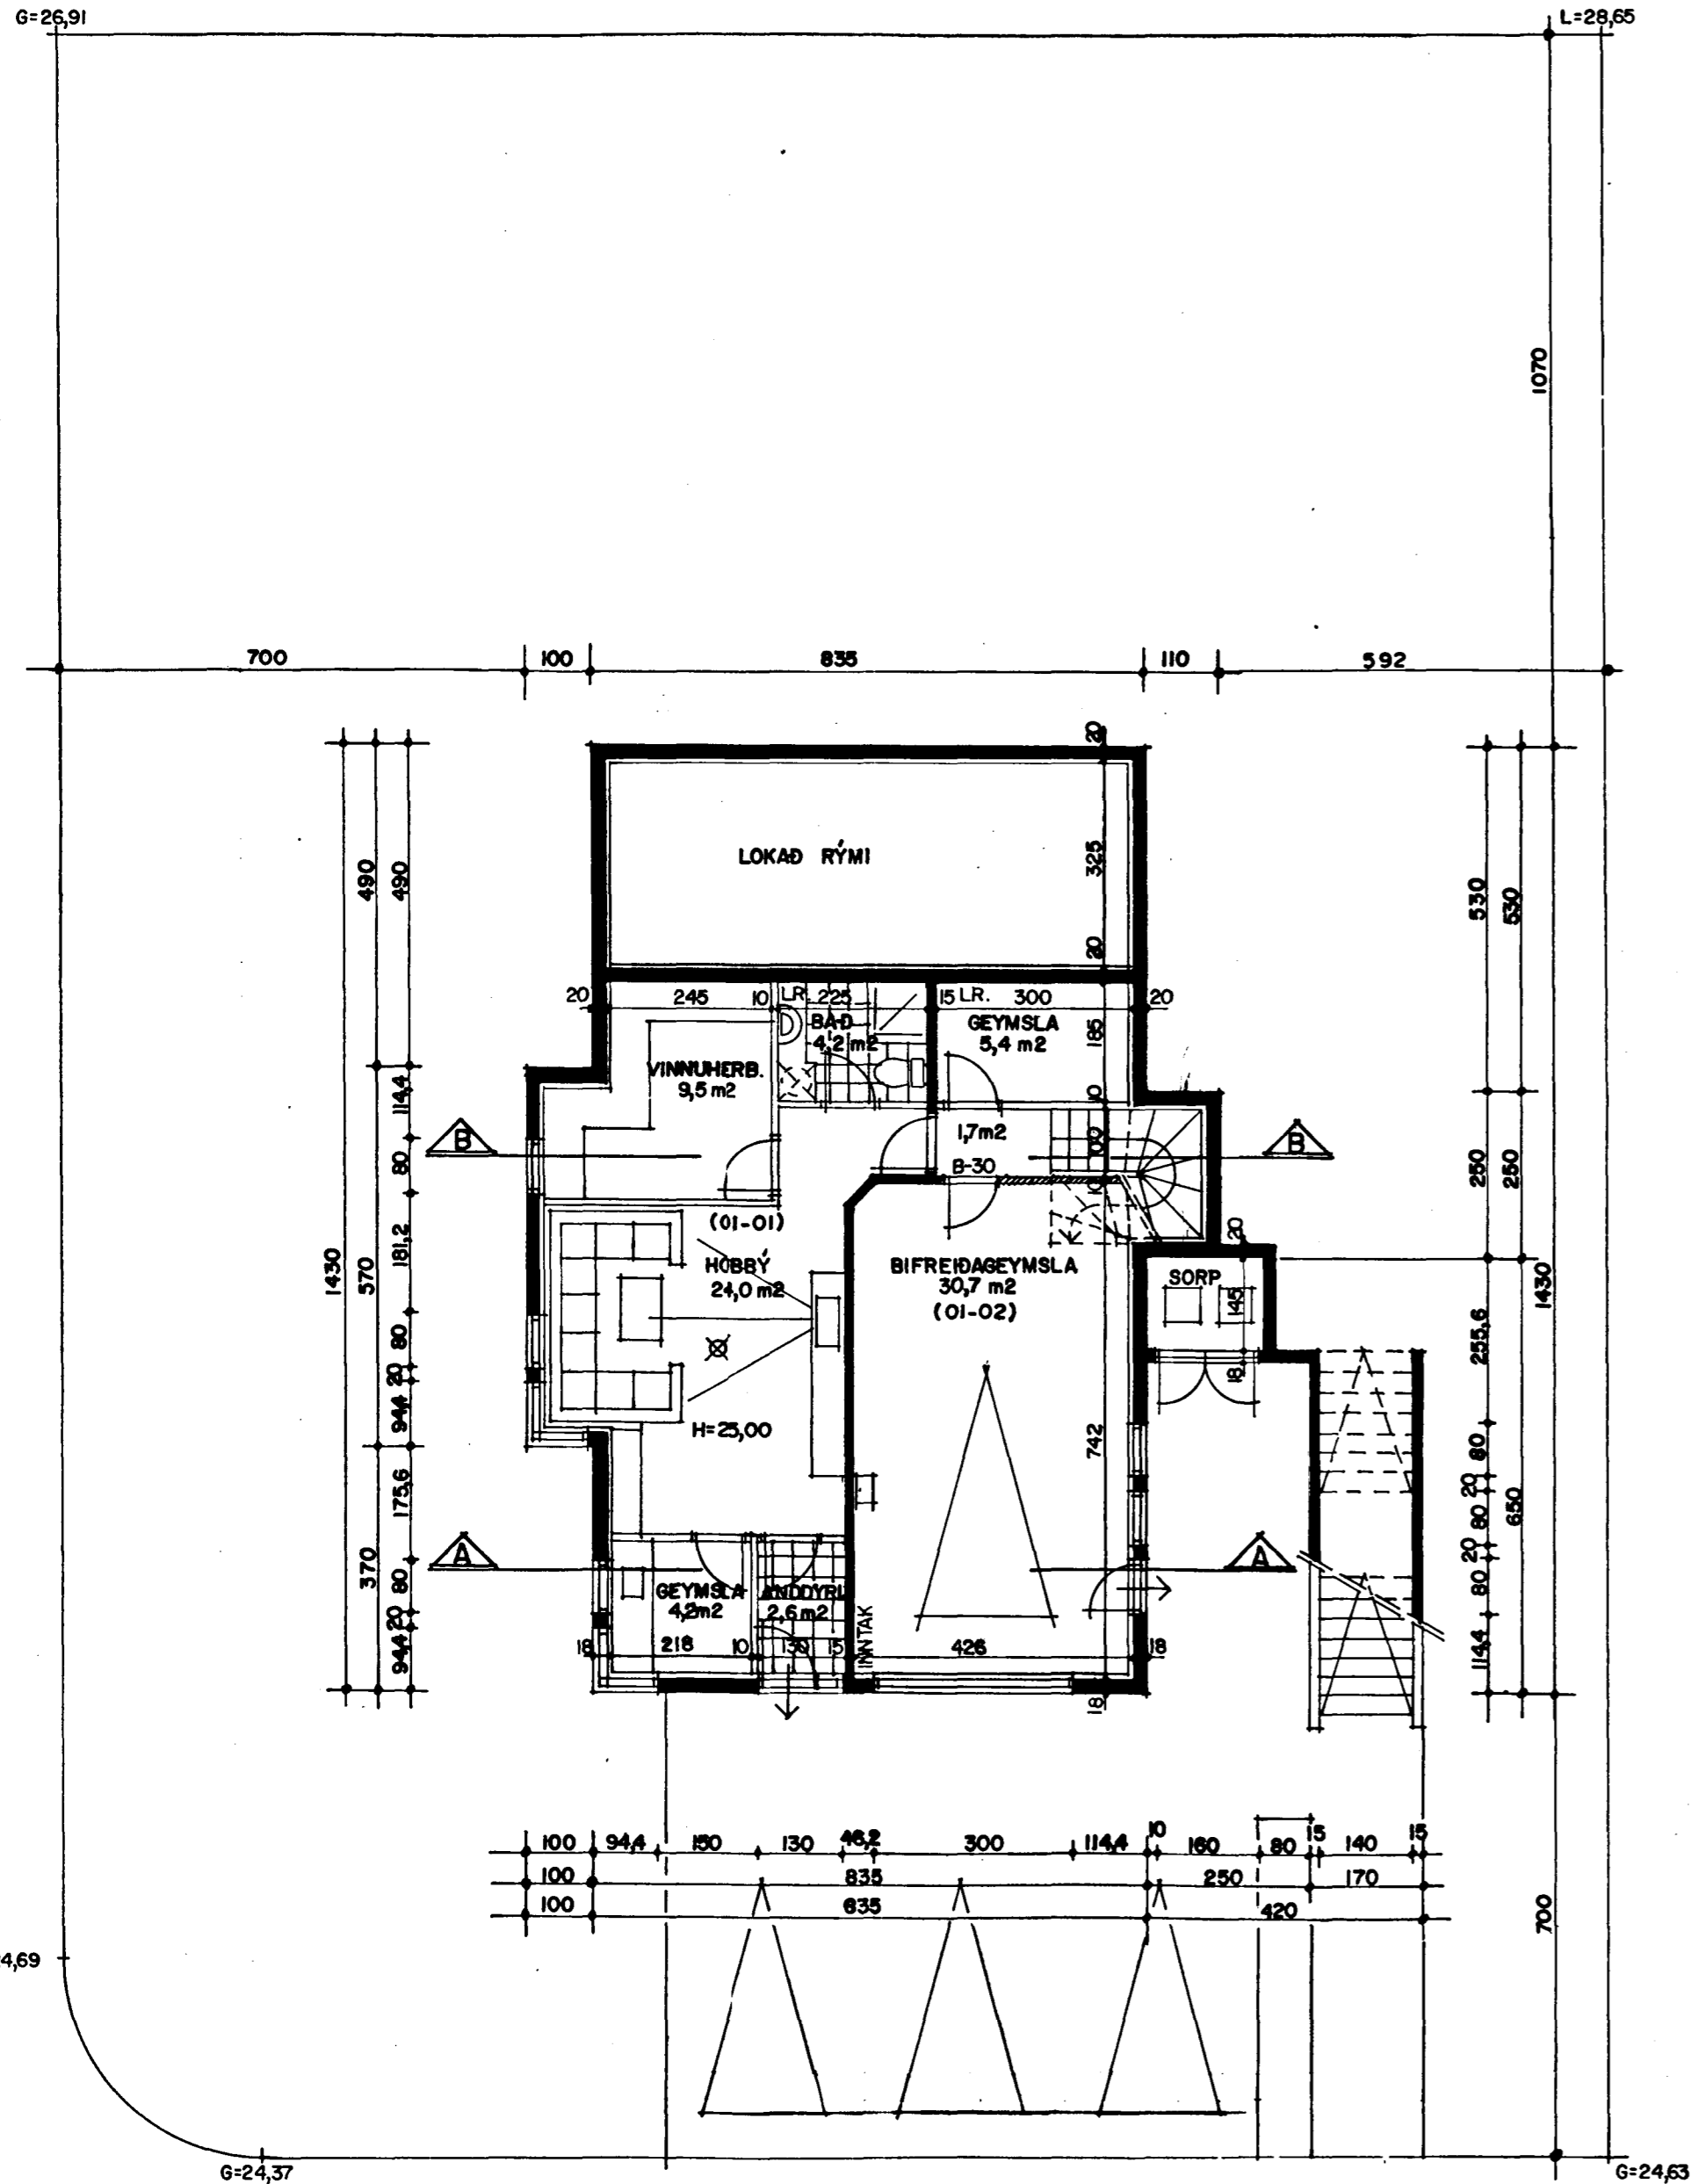 G=26,91
L=28,65
1070
700
100
835
110
592
20
LOKAÐ RÝMI
325
490
490
530
530
20
20
245
10
LR.
225
15
LR.
300
20
BAÐ
4,2 m2
GEYMSLA
5,4 m2
185
VINNUHERB.
9,5 m2
114,4
10
B
1,7m2
100
B
80
B-30
10
250
250
(01-01)
20
181,2
HOBBÝ
24,0 m2
BIFREIÐAGEYMSLA
30,7 m2
(01-02)
SORP
145
1430
570
1430
255,6
80
20
18
94,4
H=25,00
742
80
175,6
20
650
80
A
A
20
370
80
80
GEYMSLA
4,2m2
ANDDYRI
2,6 m2
20
INNTAK
94,4
18
218
10
130
15
426
18
114,4
18
100
94,4
150
130
46,2
300
114,4
10
160
80
15
140
15
100
835
250
170
100
835
420
700
4,69
G=24,37
G=24,63